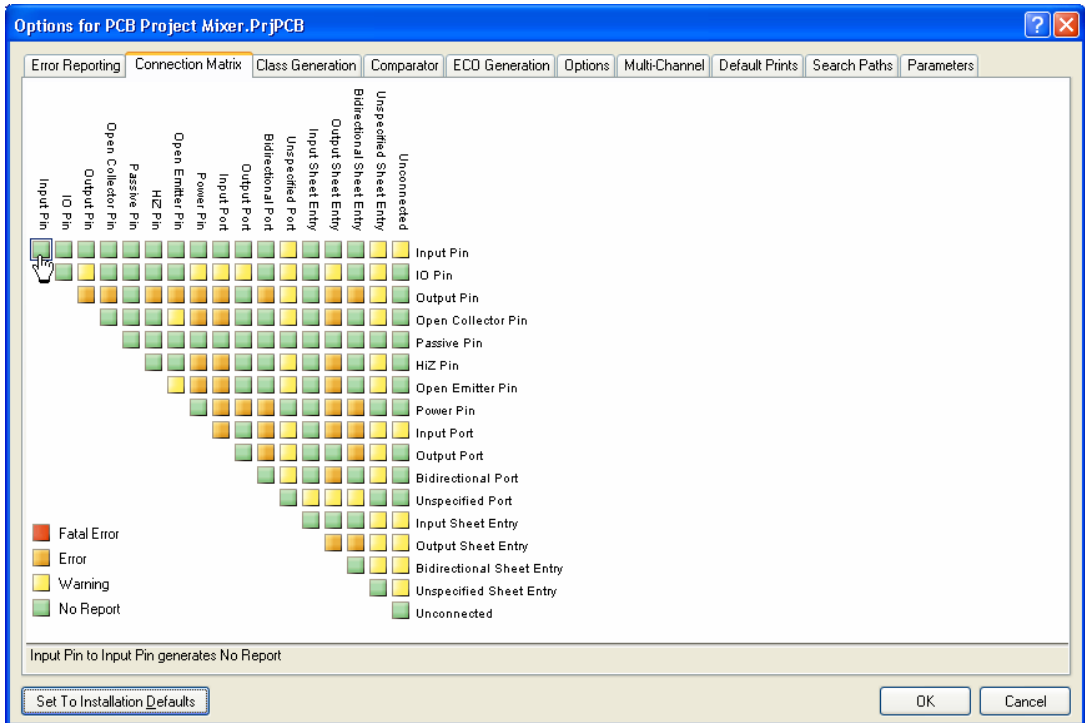 Options for PCB Project Mixer.PrjPCB
Error Reporting
Connection Matrix
Class Generation
Comparator
ECO Generation
Options
Multi-Channel
Default Prints
Search Paths
Parameters
Input Pin
IO Pin
Output Pin
Open Collector Pin
Passive Pin
HiZ Pin
Open Emitter Pin
Power Pin
Input Port
Output Port
Bidirectional Port
Unspecified Port
Input Sheet Entry
Output Sheet Entry
Bidirectional Sheet Entry
Unspecified Sheet Entry
Unconnected
Input Pin
IO Pin
Output Pin
Open Collector Pin
Passive Pin
HiZ Pin
Open Emitter Pin
Power Pin
Input Port
Output Port
Bidirectional Port
Unspecified Port
Input Sheet Entry
Output Sheet Entry
Bidirectional Sheet Entry
Unspecified Sheet Entry
Unconnected
Fatal Error
Error
Warning
No Report
Input Pin to Input Pin generates No Report
Set To Installation Defaults
OK
Cancel